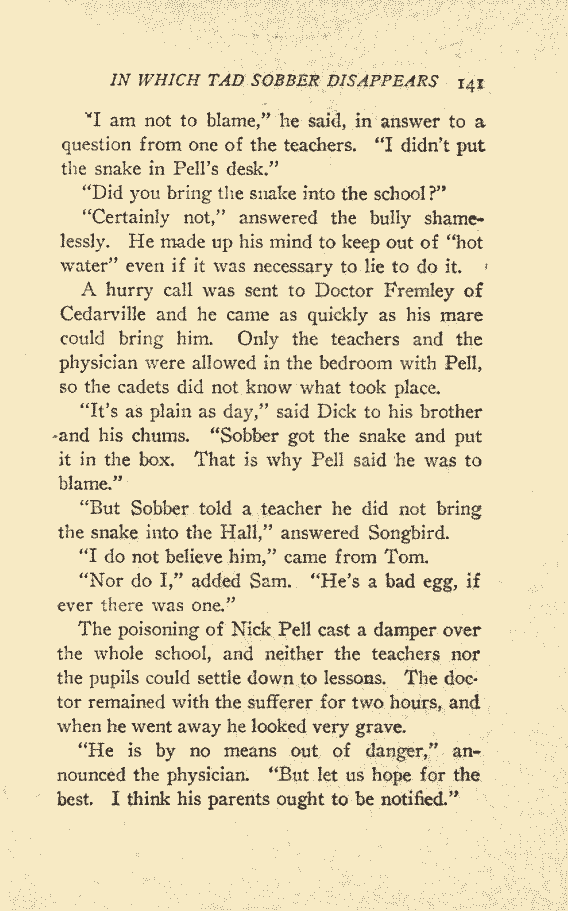 IN WHICH TAD SOBBER DISAPPEARS 141
"I am not to blame," he said, in answer to a
question from one of the teachers. "I didn't put
the snake in Pell's desk."
"Did you bring the snake into the school?"
"Certainly not," answered the bully shame-
lessly. He made up his mind to keep out of "hot
water" even if it was necessary to lie to do it.
A hurry call was sent to Doctor Fremley of
Cedarville and he came as quickly as his mare
could bring him. Only the teachers and the
physician were allowed in the bedroom with Pell,
so the cadets did not know what took place.
"It's as plain as day," said Dick to his brother
and his chums. "Sobber got the snake and put
it in the box. That is why Pell said he was to
blame."
"But Sobber told a teacher he did not bring
the snake into the Hall," answered Songbird.
"I do not believe him," came from Tom.
"Nor do I," added Sam. "He's a bad egg, if
ever there was one."
The poisoning of Nick Pell cast a damper over
the whole school, and neither the teachers nor
the pupils could settle down to lessons. The doc-
tor remained with the sufferer for two hours, and
when he went away he looked very grave.
"He is by no means out of danger," an-
nounced the physician. "But let us hope for the
best. I think his parents ought to be notified."